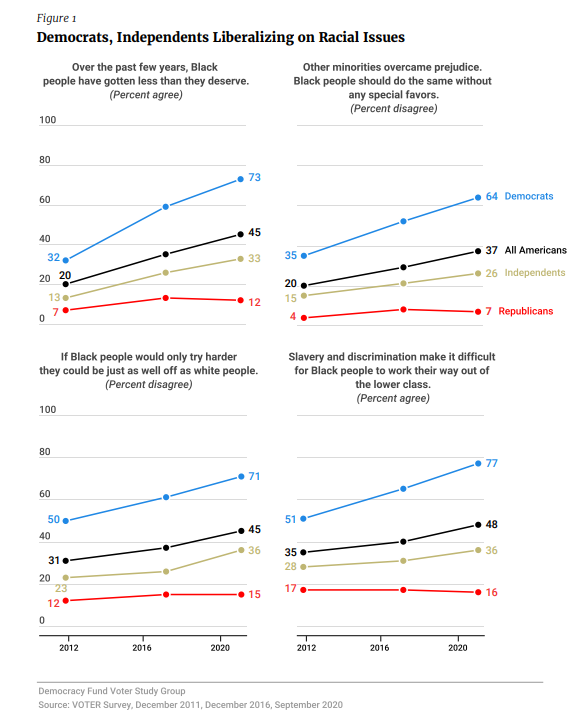 Figure 1
Democrats, Independents Liberalizing on Racial Issues
Over the past few years, Black
people have gotten less than they deserve.
(Percent agree)
100
80
60
40
20
0
32
20
13
7
73
45
33
12
Other minorities overcame prejudice.
Black people should do the same without
any special favors.
(Percent disagree)
35
20
15
4
64 Democrats
37 All Americans
26 Independents
7 Republicans
If Black people would only try harder
they could be just as well off as white people.
(Percent disagree)
100
80
60
40
20
0
50
31
23
12
71
45
36
15
2012
2016
2020
Slavery and discrimination make it difficult
for Black people to work their way out of
the lower class.
(Percent agree)
51
35
28
17
77
48
36
16
2012
2016
2020
Democracy Fund Voter Study Group
Source: VOTER Survey, December 2011, December 2016, September 2020